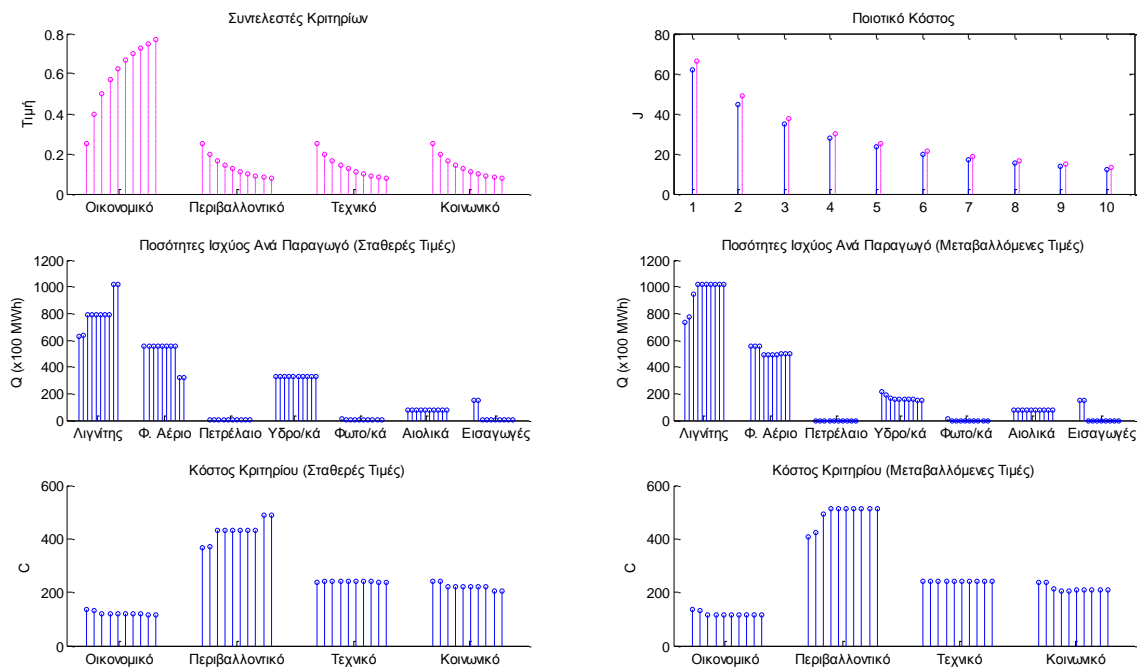 Συντελεστές Κριτηρίων
0.8
0.6
0.4
0.2
0
Τιμή
Οικονομικό Περιβαλλοντικό Τεχνικό Κοινωνικό
Ποιοτικό Κόστος
80
60
40
20
0
J
1 2 3 4 5 6 7 8 9 10
Ποσότητες Ισχύος Ανά Παραγωγό (Σταθερές Τιμές)
1200
1000
800
600
400
200
0
Q (x100 MWh)
Λιγνίτης Φ. Αέριο Πετρέλαιο Υδρο/κά Φωτο/κά Αιολικά Εισαγωγές
Ποσότητες Ισχύος Ανά Παραγωγό (Μεταβαλλόμενες Τιμές)
1200
1000
800
600
400
200
0
Q (x100 MWh)
Λιγνίτης Φ. Αέριο Πετρέλαιο Υδρο/κά Φωτο/κά Αιολικά Εισαγωγές
Κόστος Κριτηρίου (Σταθερές Τιμές)
600
400
200
0
C
Οικονομικό Περιβαλλοντικό Τεχνικό Κοινωνικό
Κόστος Κριτηρίου (Μεταβαλλόμενες Τιμές)
600
400
200
0
C
Οικονομικό Περιβαλλοντικό Τεχνικό Κοινωνικό